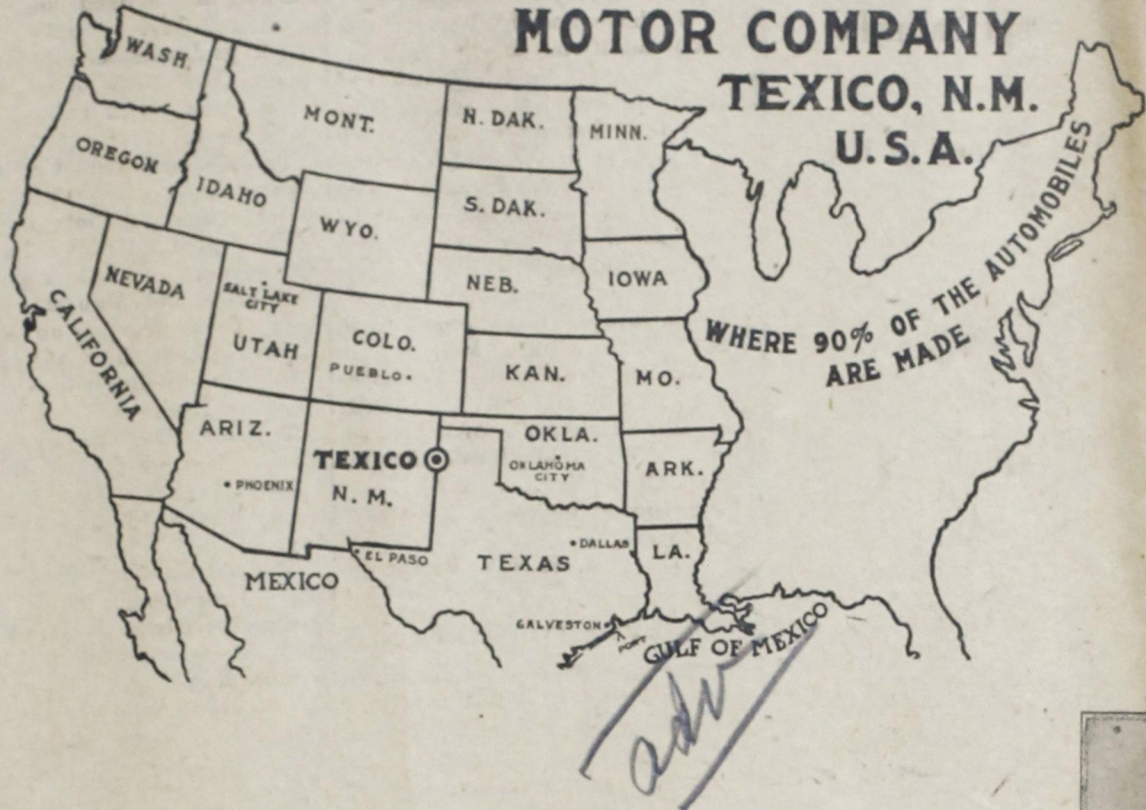 MOTOR COMPANY
TEXICO, N.M.
U.S.A.
WASH.
MONT.
N. DAK.
MINN.
OREGON
IDAHO
WYO.
S. DAK.
NEVADA
SALT LAKE
CITY
UTAH
NEB.
IOWA
CALIFORNIA
COLO.
PUEBLO
KAN.
MO.
WHERE 90% OF THE AUTOMOBILES
ARE MADE
ARIZ.
PHOENIX
TEXICO
N. M.
OKLA.
OKLAHOMA
CITY
ARK.
MEXICO
EL PASO
TEXAS
DALLAS
LA.
GALVESTON
PORT
GULF OF MEXICO
adv